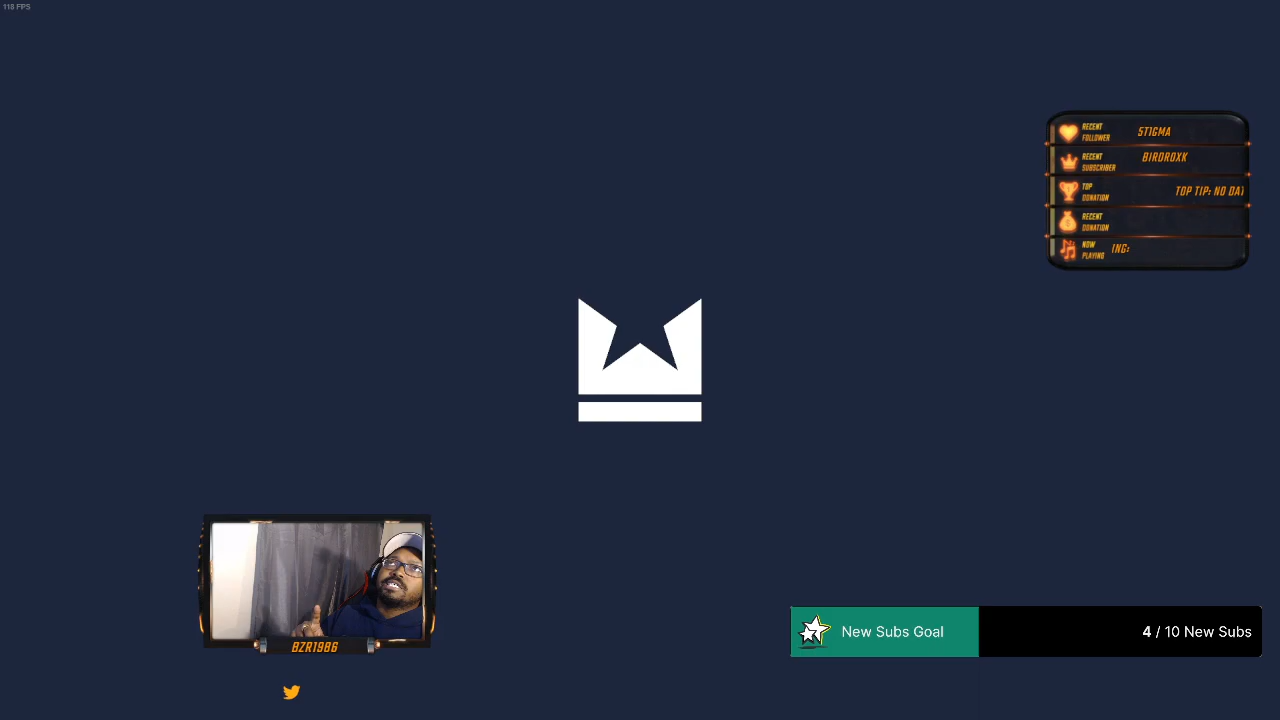 118 FPS
RECENT FOLLOWER
STIGMA
RECENT SUBSCRIBER
BIRDROXK
TOP DONATION
TOP TIP: NO DAT
RECENT DONATION
NOW PLAYING
ING:
BZR1986
New Subs Goal
4 / 10 New Subs